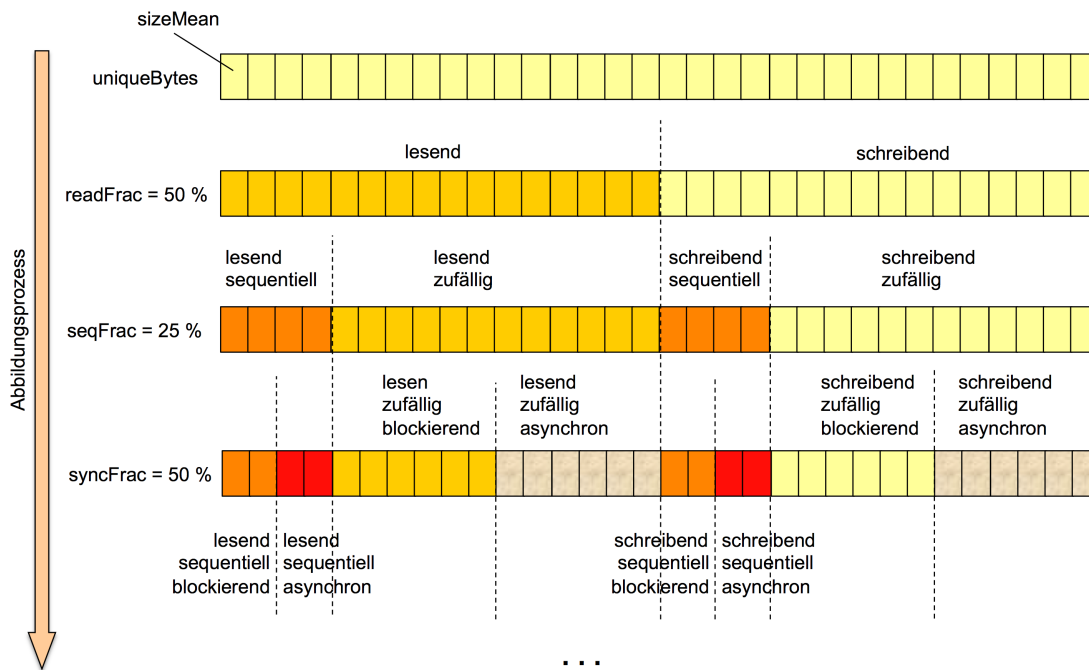 sizeMean
uniqueBytes
lesend
schreibend
readFrac = 50 %
lesend
sequentiell
lesend
zufällig
schreibend
sequentiell
schreibend
zufällig
seqFrac = 25 %
lesen
zufällig
blockierend
lesend
zufällig
asynchron
schreibend
zufällig
blockierend
schreibend
zufällig
asynchron
syncFrac = 50 %
lesend
sequentiell
blockierend
lesend
sequentiell
asynchron
schreibend
sequentiell
blockierend
schreibend
sequentiell
asynchron
Abbildungsprozess
. . .